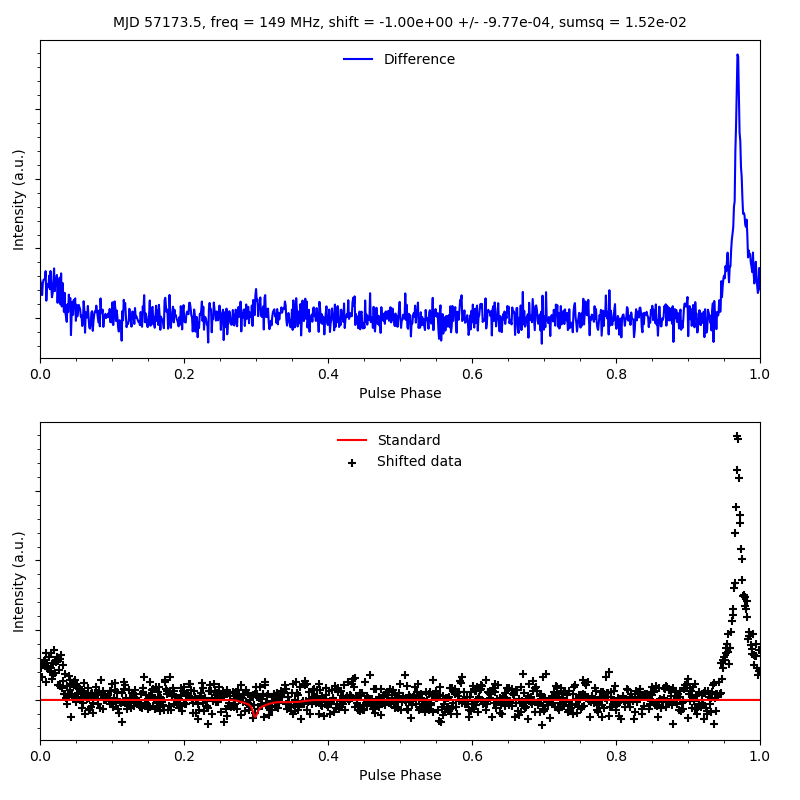 MJD 57173.5, freq = 149 MHz, shift = -1.00e+00 +/- -9.77e-04, sumsq = 1.52e-02
Difference
Intensity (a.u.)
0.0 0.2 0.4 0.6 0.8 1.0
Pulse Phase
Standard
Shifted data
Intensity (a.u.)
0.0 0.2 0.4 0.6 0.8 1.0
Pulse Phase